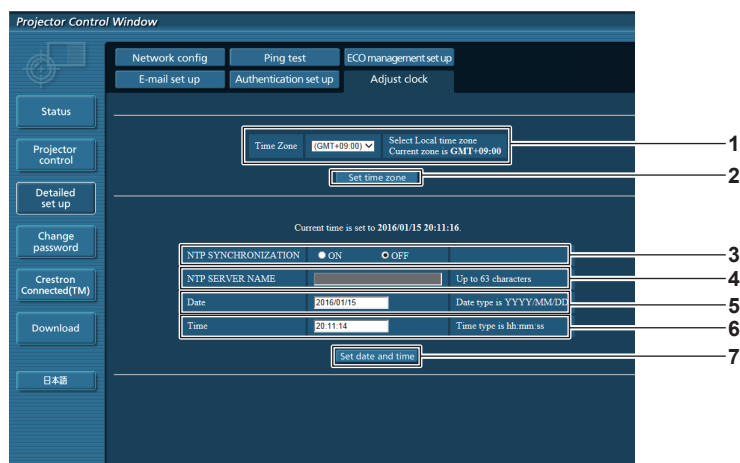 Projector Control Window
Network config Ping test ECO management set up
E-mail set up Authentication set up Adjust clock
Status
Projector control
Detailed set up
Change password
Crestron Connected(TM)
Download
日本語
Time Zone (GMT+09:00) Select Local time zone
Current zone is GMT+09:00
1
Set time zone 2
Current time is set to 2016/01/15 20:11:16.
NTP SYNCHRONIZATION ON OFF 3
NTP SERVER NAME Up to 63 characters 4
Date 2016/01/15 Date type is YYYY/MM/DD 5
Time 20:11:14 Time type is hh:mm:ss 6
Set date and time 7